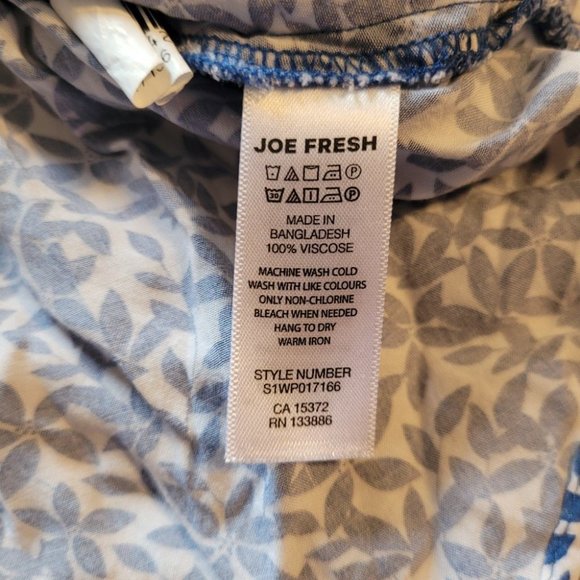 JOE FRESH
30
MADE IN
BANGLADESH
100% VISCOSE
MACHINE WASH COLD
WASH WITH LIKE COLOURS
ONLY NON-CHLORINE
BLEACH WHEN NEEDED
HANG TO DRY
WARM IRON
STYLE NUMBER
S1WP017166
CA 15372
RN 133886